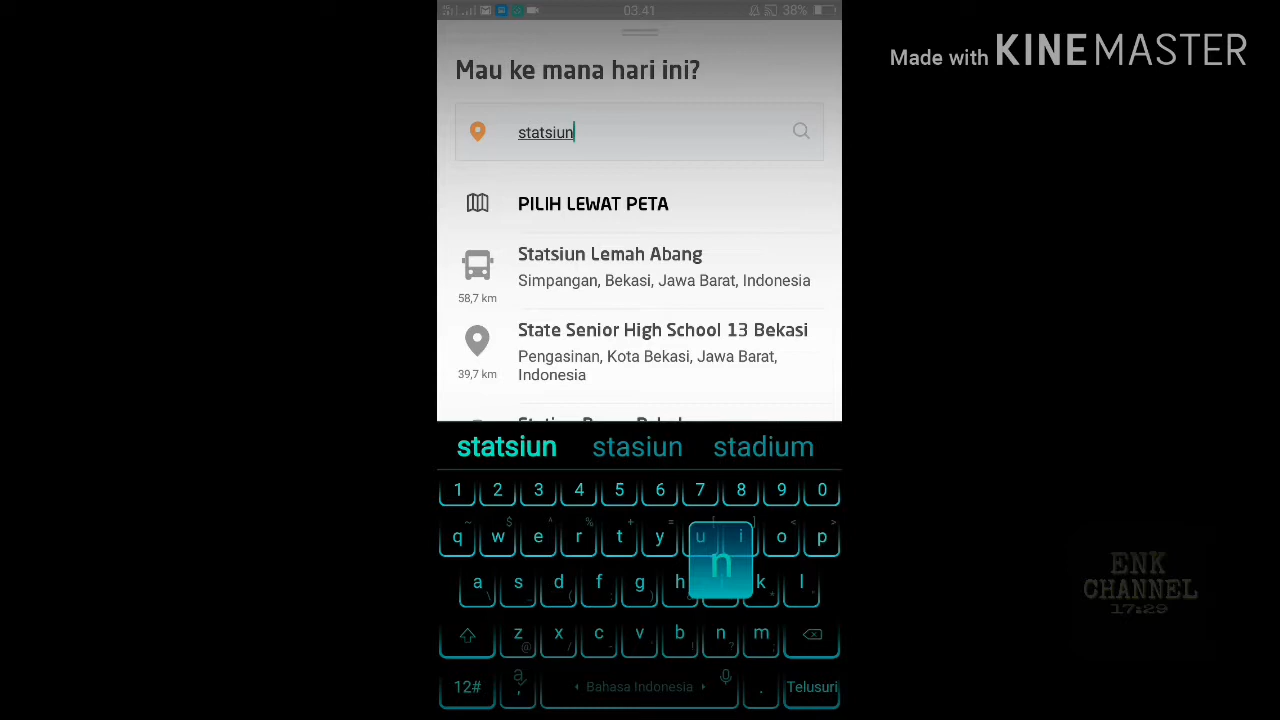 03.41
38%
Made with KINEMASTER
Mau ke mana hari ini?
statsiun
PILIH LEWAT PETA
Statsiun Lemah Abang
Simpangan, Bekasi, Jawa Barat, Indonesia
58,7 km
State Senior High School 13 Bekasi
Pengasinan, Kota Bekasi, Jawa Barat,
Indonesia
39,7 km
statsiun stasiun stadium
1 2 3 4 5 6 7 8 9 0
q w e r t y u i o p
n
a s d f g h k l
z x c v b n m
12# , Bahasa Indonesia . Telusuri
ENK
CHANNEL
17:29